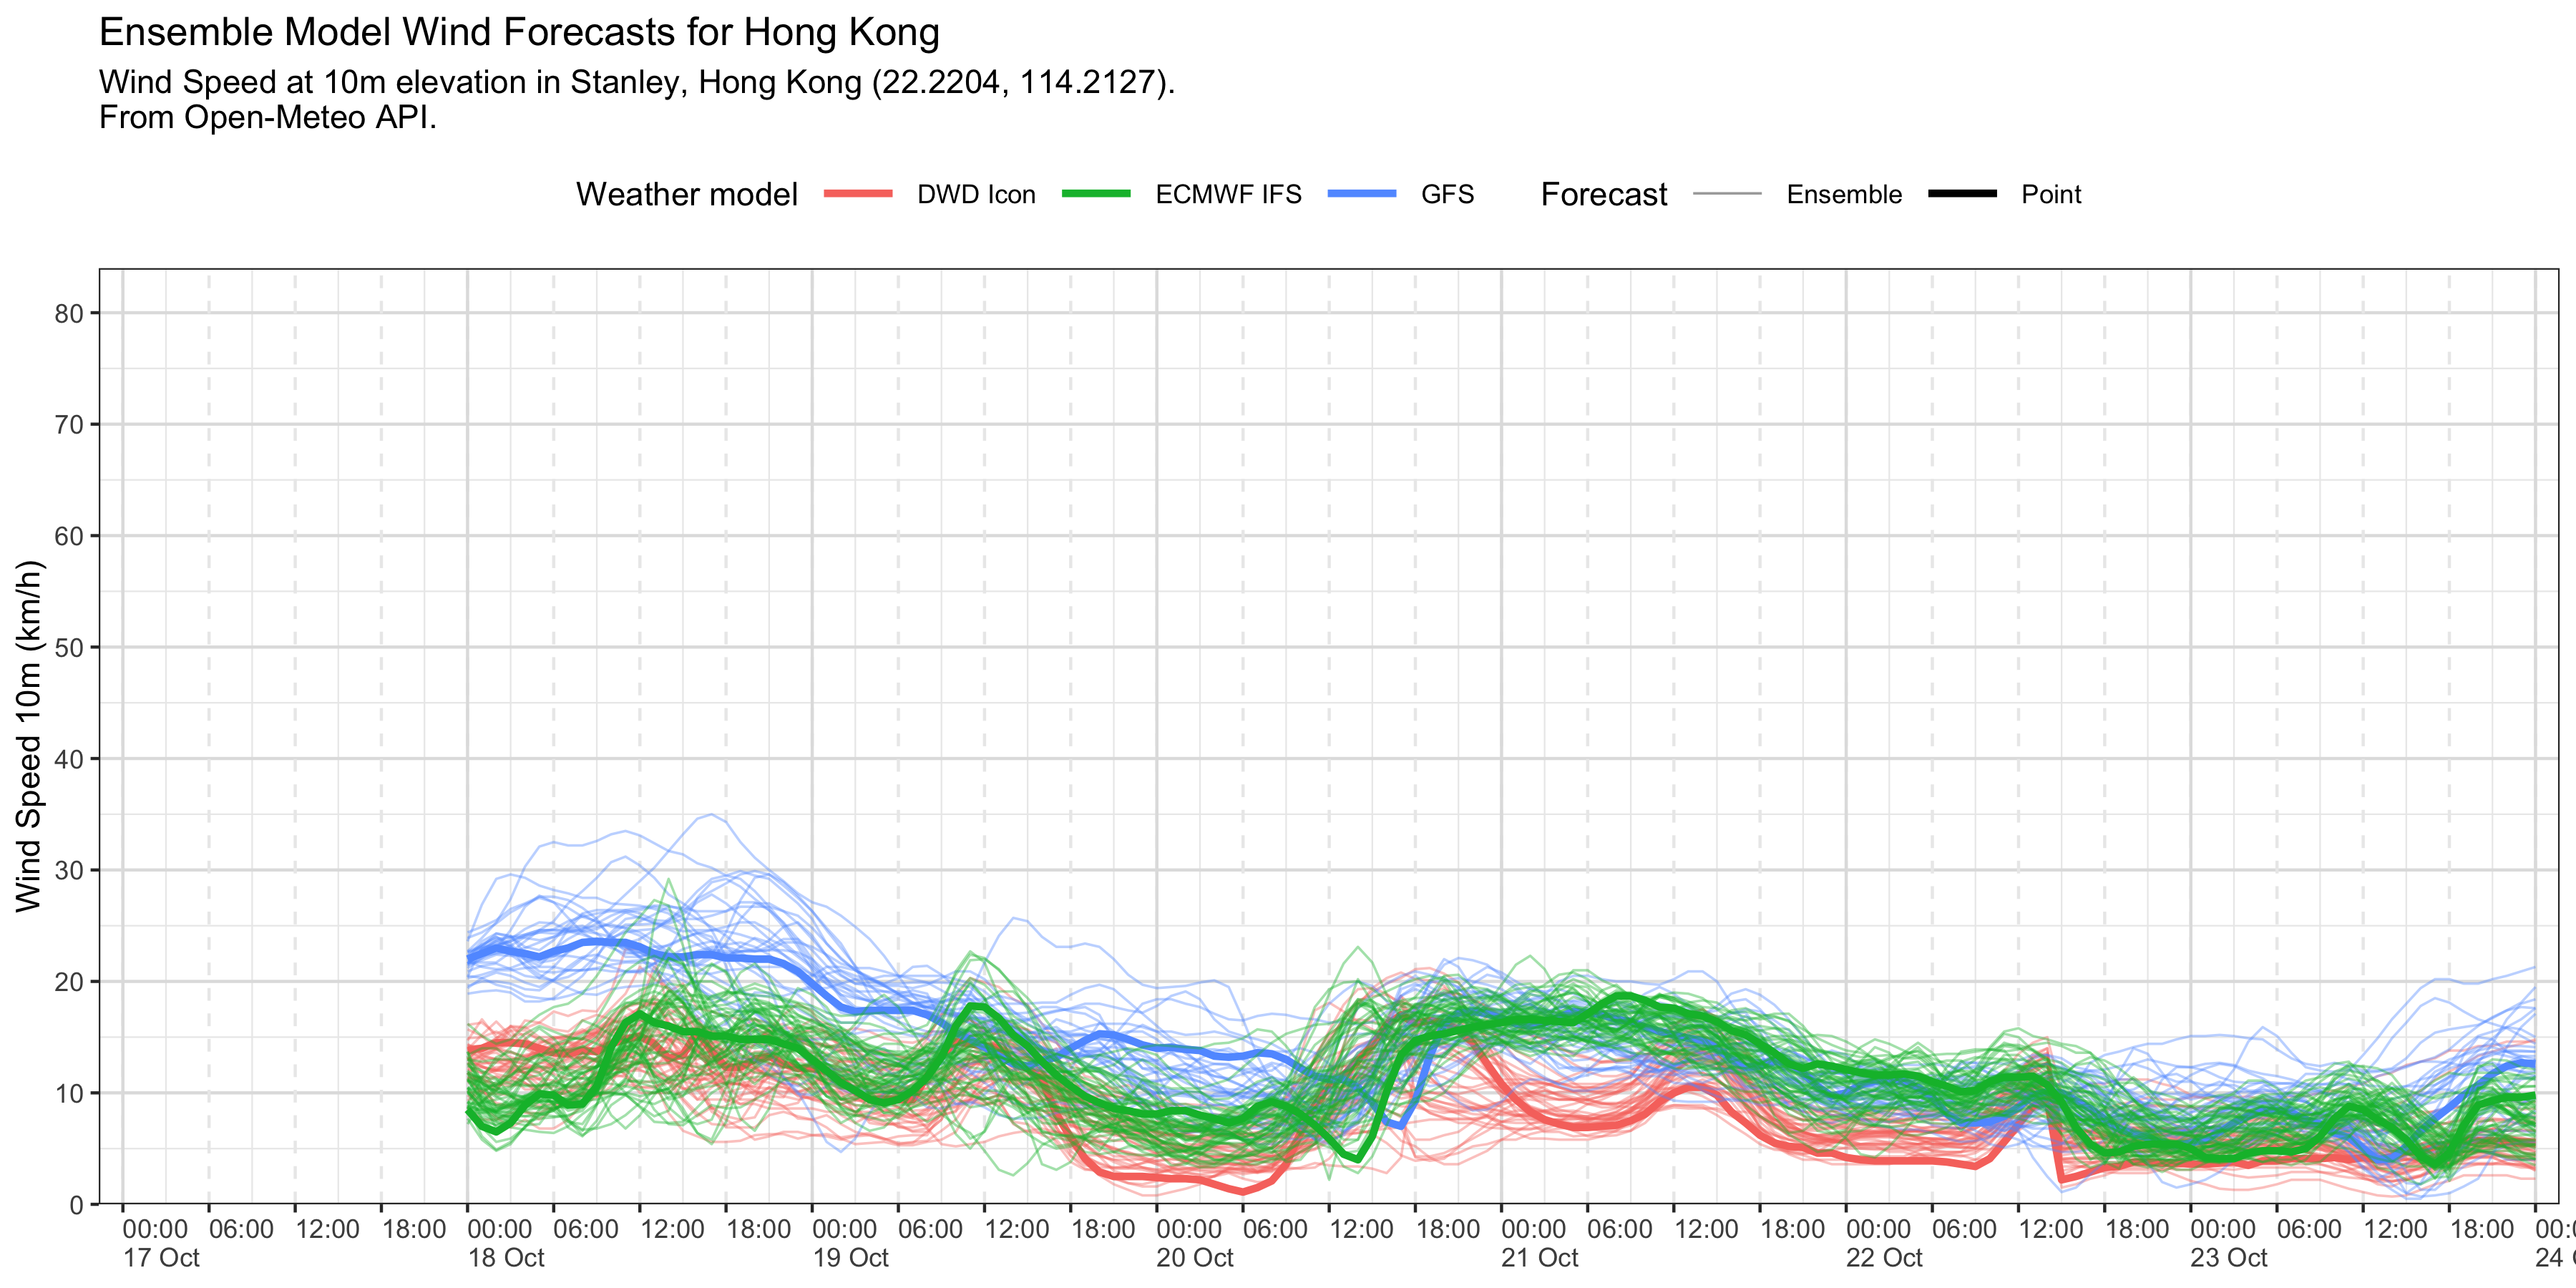 Ensemble Model Wind Forecasts for Hong Kong
Wind Speed at 10m elevation in Stanley, Hong Kong (22.2204, 114.2127).
From Open-Meteo API.
Weather model DWD Icon ECMWF IFS GFS Forecast Ensemble Point
Wind Speed 10m (km/h)
80
70
60
50
40
30
20
10
0
00:00 06:00 12:00 18:00 00:00 06:00 12:00 18:00 00:00 06:00 12:00 18:00 00:00 06:00 12:00 18:00 00:00 06:00 12:00 18:00 00:00 06:00 12:00 18:00 00:00 06:00 12:00 18:00
17 Oct 18 Oct 19 Oct 20 Oct 21 Oct 22 Oct 23 Oct 24